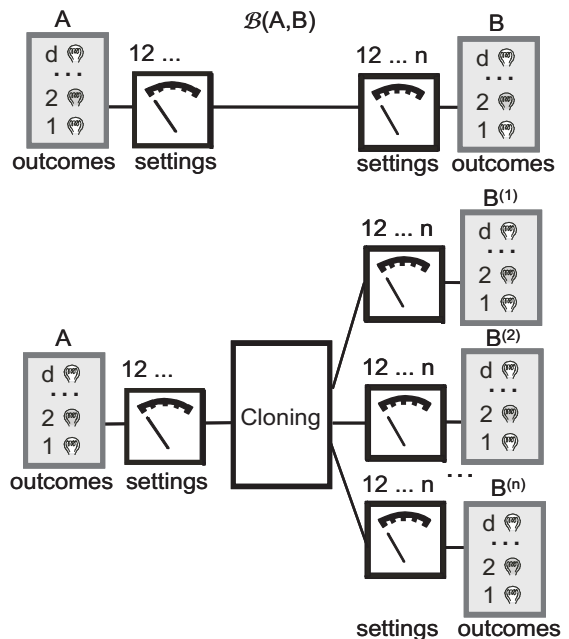 A
ℬ(A,B)
B
d
...
2
1
12 ...
12 ... n
d
...
2
1
outcomes
settings
settings
outcomes
B(1)
12 ... n
d
...
2
1
A
12 ...
d
...
2
1
outcomes
settings
Cloning
B(2)
12 ... n
d
...
2
1
...
B(n)
12 ... n
d
...
2
1
settings
outcomes